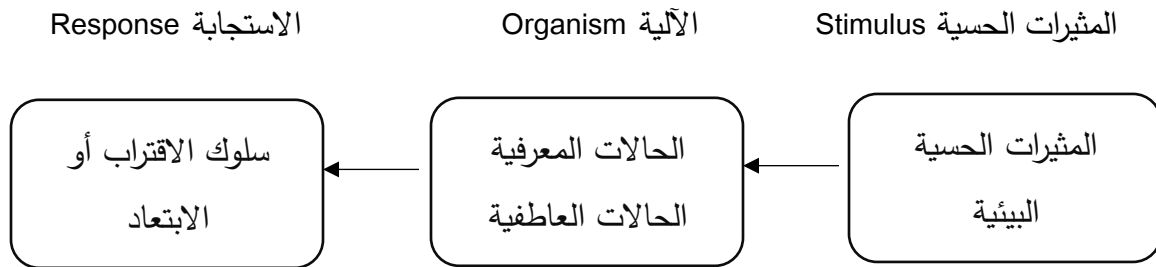 المثيرات الحسية Stimulus
الآلية Organism
الاستجابة Response
المثيرات الحسية
البيئية
الحالات المعرفية
الحالات العاطفية
سلوك الاقتراب أو
الابتعاد